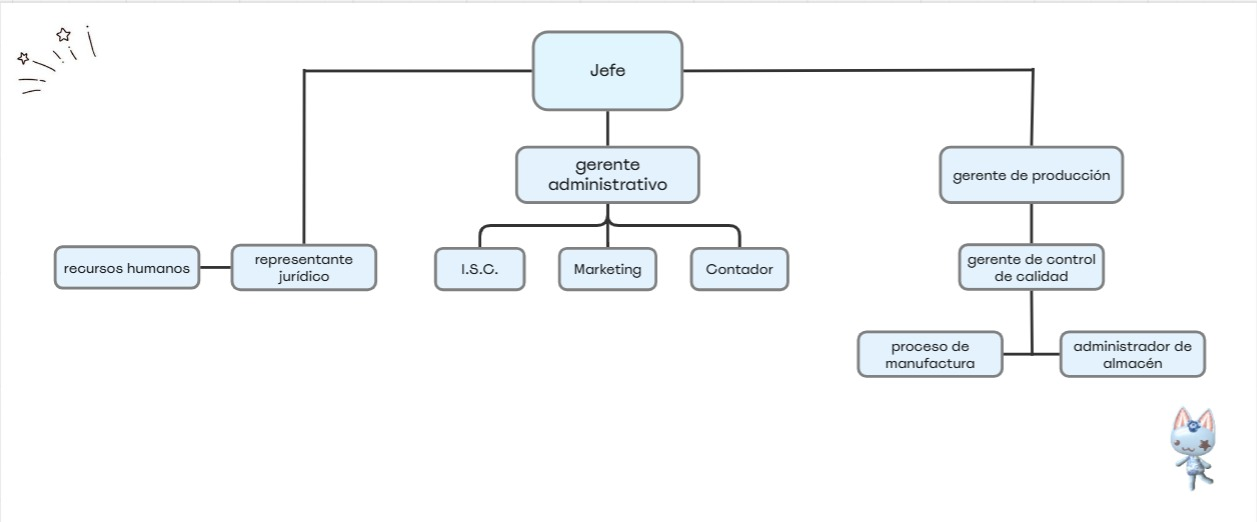 Jefe
gerente
administrativo
gerente de producción
recursos humanos
representante
jurídico
I.S.C.
Marketing
Contador
gerente de control
de calidad
proceso de
manufactura
administrador de
almacén